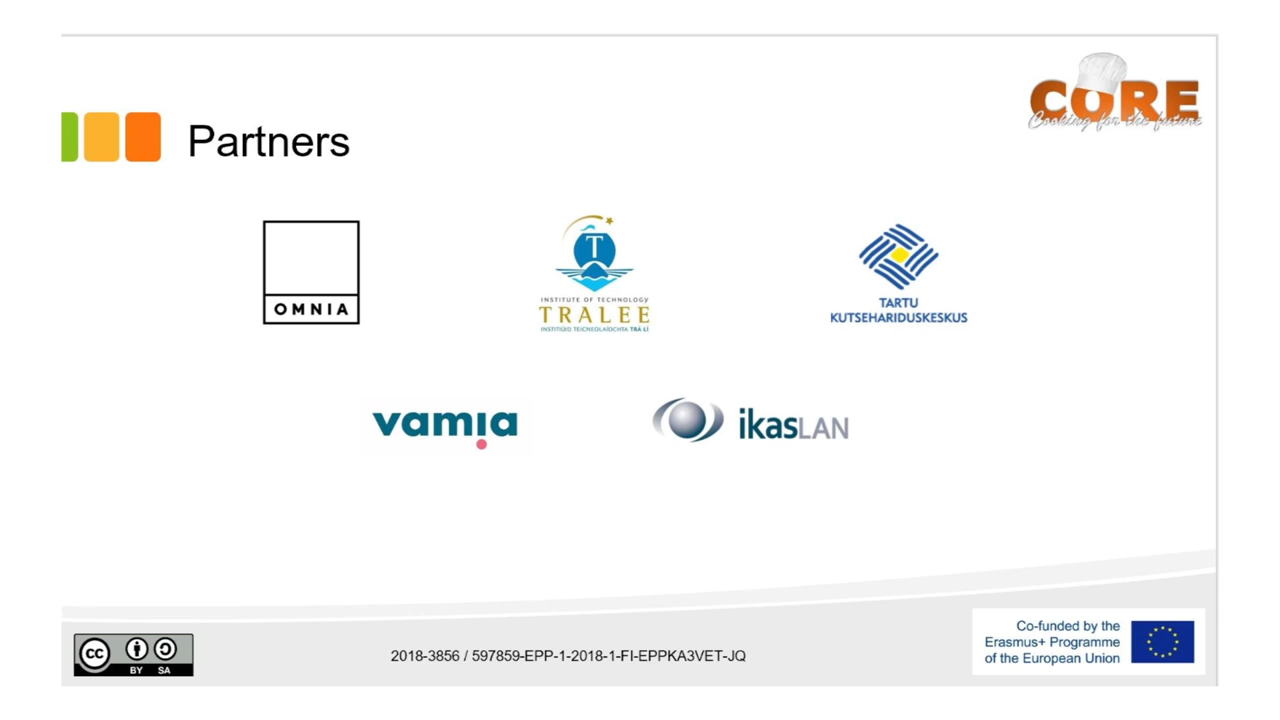 CORE
Cooking for the future
Partners
OMNIA
T
INSTITUTE OF TECHNOLOGY
TRALEE
INSTITIÚID TEICNEOLAÍOCHTA TRÁ LÍ
TARTU
KUTSEHARIDUSKESKUS
vamia
ikasLAN
cc
BY SA
2018-3856 / 597859-EPP-1-2018-1-FI-EPPKA3VET-JQ
Co-funded by the
Erasmus+ Programme
of the European Union